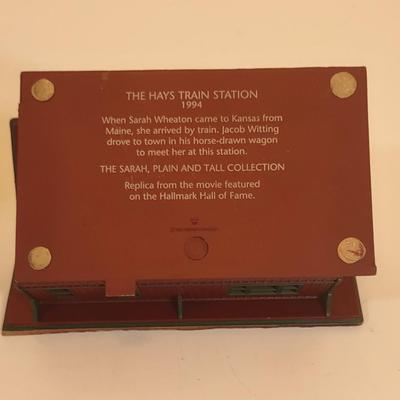 THE HAYS TRAIN STATION
1994
When Sarah Wheaton came to Kansas from
Maine, she arrived by train. Jacob Witting
drove to town in his horse-drawn wagon
to meet her at this station.
THE SARAH, PLAIN AND TALL COLLECTION
Replica from the movie featured
on the Hallmark Hall of Fame.